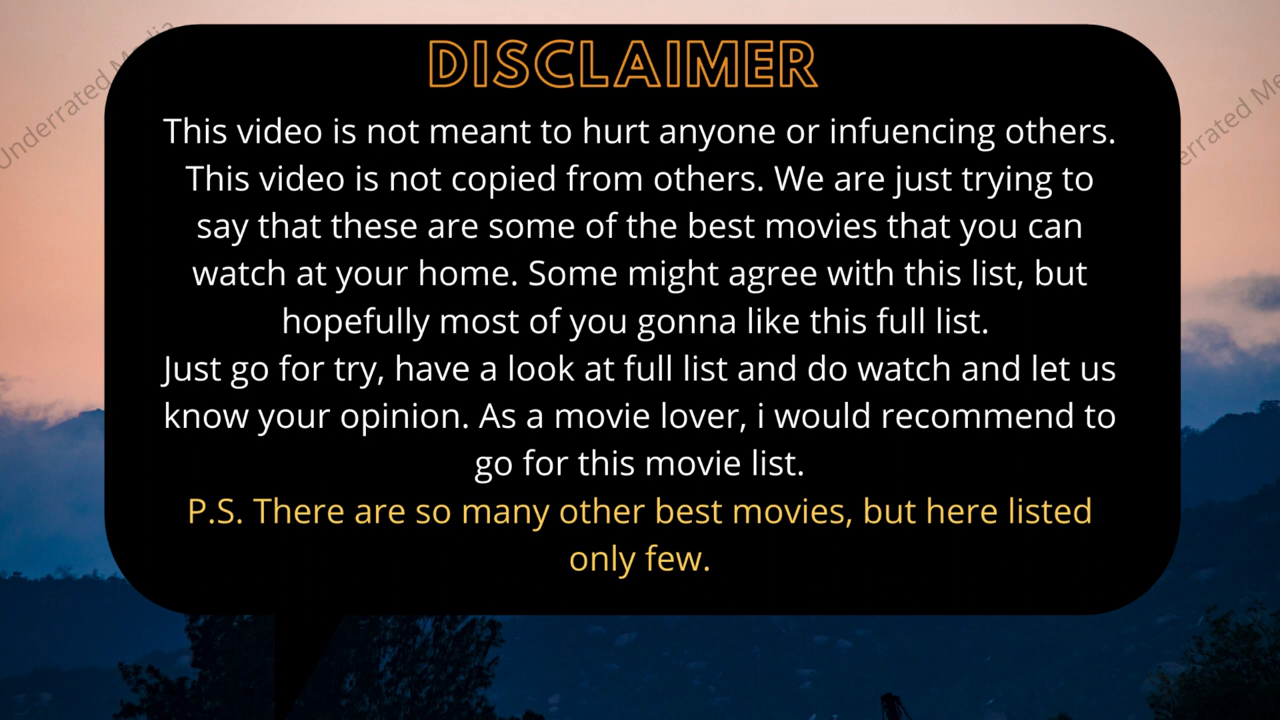 Underrated Media
DISCLAIMER
This video is not meant to hurt anyone or infuencing others.
This video is not copied from others. We are just trying to
say that these are some of the best movies that you can
watch at your home. Some might agree with this list, but
hopefully most of you gonna like this full list.
Just go for try, have a look at full list and do watch and let us
know your opinion. As a movie lover, i would recommend to
go for this movie list.
P.S. There are so many other best movies, but here listed
only few.